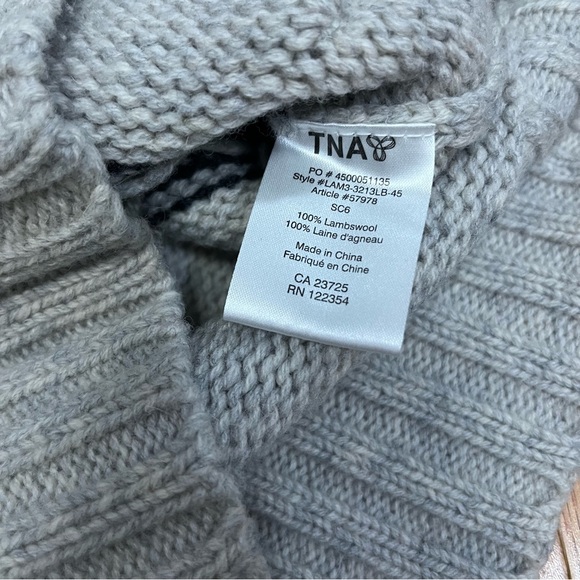 TNA
PO # 4500051135
Style #LAM3-3213LB-45
Article #57978
SC6
100% Lambswool
100% Laine d'agneau
Made in China
Fabriqué en Chine
CA 23725
RN 122354